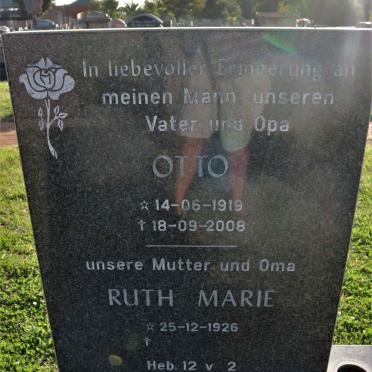 In liebevoller Erinnerung an
meinen Mann unseren
Vater und Opa
OTTO
☆ 14-06-1919
† 18-09-2008
unsere Mutter und Oma
RUTH MARIE
☆ 25-12-1926
†
Heb. 12 v 2